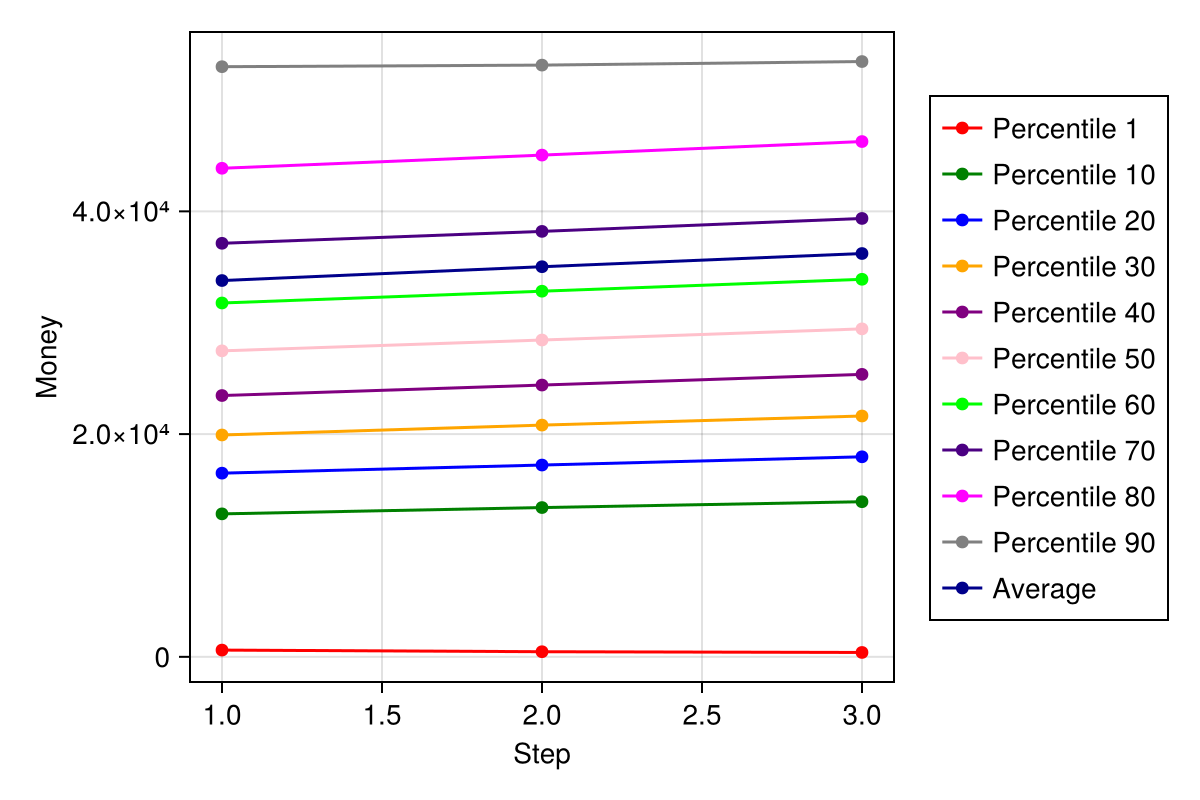 Money
4.0×10⁴
2.0×10⁴
0
1.0 1.5 2.0 2.5 3.0
Step
Percentile 1
Percentile 10
Percentile 20
Percentile 30
Percentile 40
Percentile 50
Percentile 60
Percentile 70
Percentile 80
Percentile 90
Average